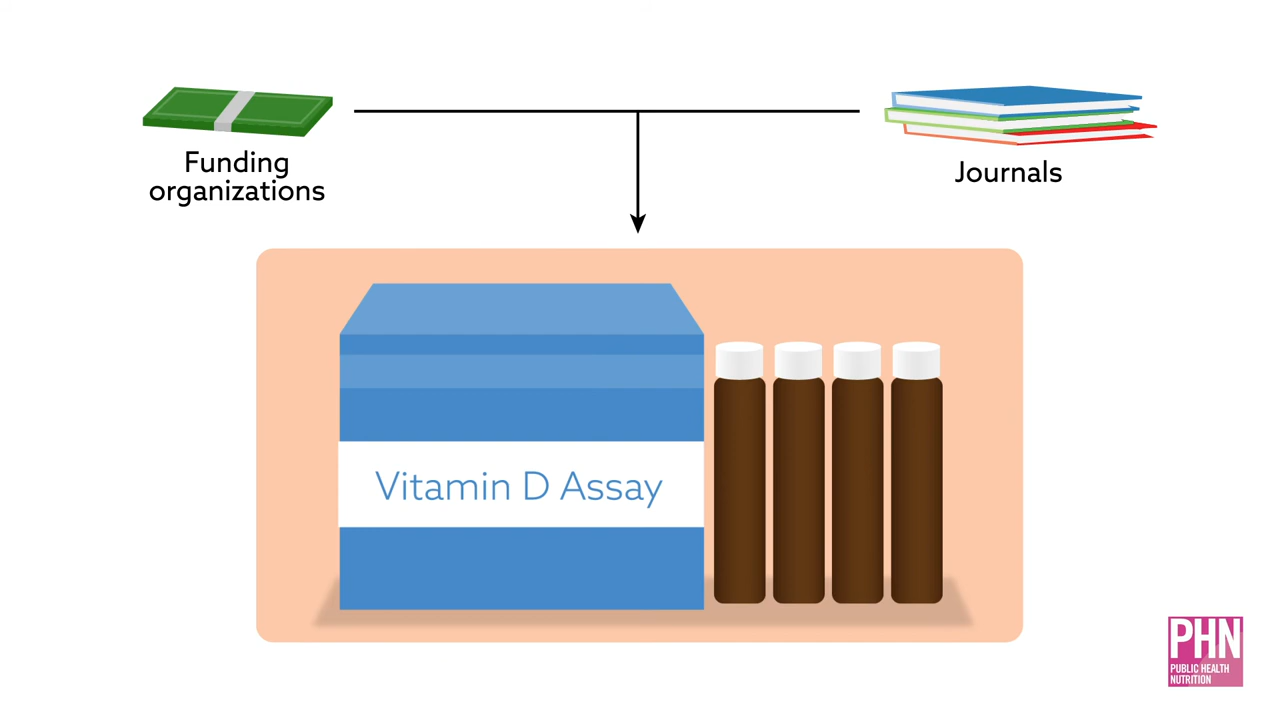 Funding
organizations
Journals
Vitamin D Assay
PHN
PUBLIC HEALTH
NUTRITION